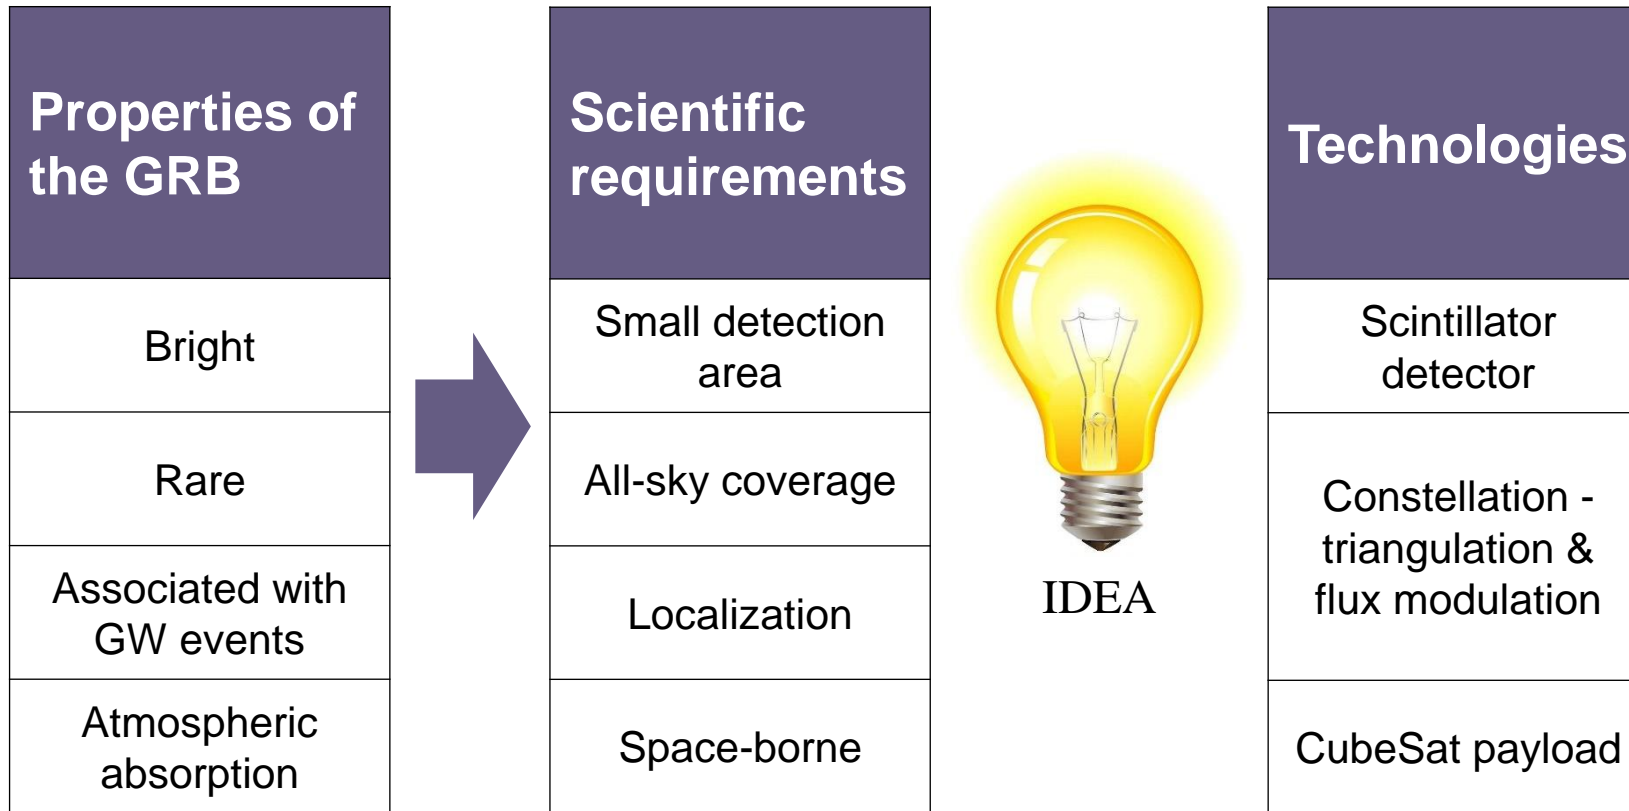 Properties of
the GRB
Bright
Rare
Associated with
GW events
Atmospheric
absorption
Scientific
requirements
Small detection
area
All-sky coverage
Localization
Space-borne
IDEA
Technologies
Scintillator
detector
Constellation -
triangulation &
flux modulation
CubeSat payload